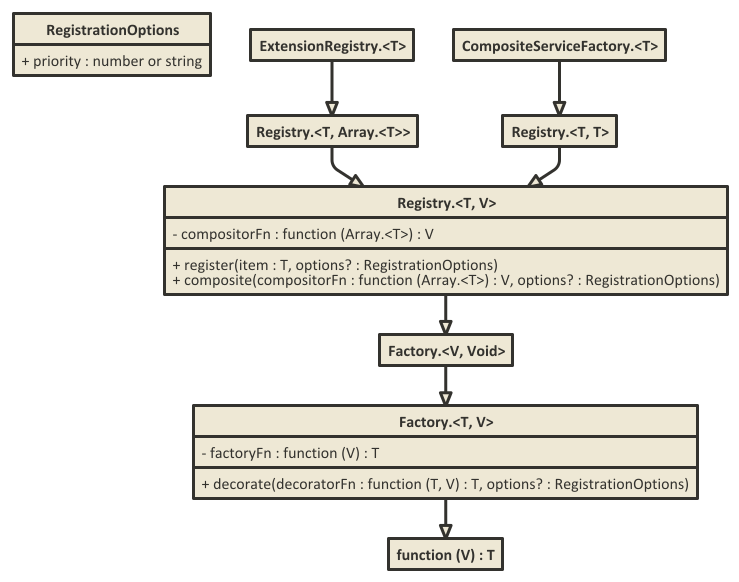 RegistrationOptions
+ priority : number or string
ExtensionRegistry.<T>
CompositeServiceFactory.<T>
Registry.<T, Array.<T>>
Registry.<T, T>
Registry.<T, V>
- compositorFn : function (Array.<T>) : V
+ register(item : T, options? : RegistrationOptions)
+ composite(compositorFn : function (Array.<T>) : V, options? : RegistrationOptions)
Factory.<V, Void>
Factory.<T, V>
- factoryFn : function (V) : T
+ decorate(decoratorFn : function (T, V) : T, options? : RegistrationOptions)
function (V) : T